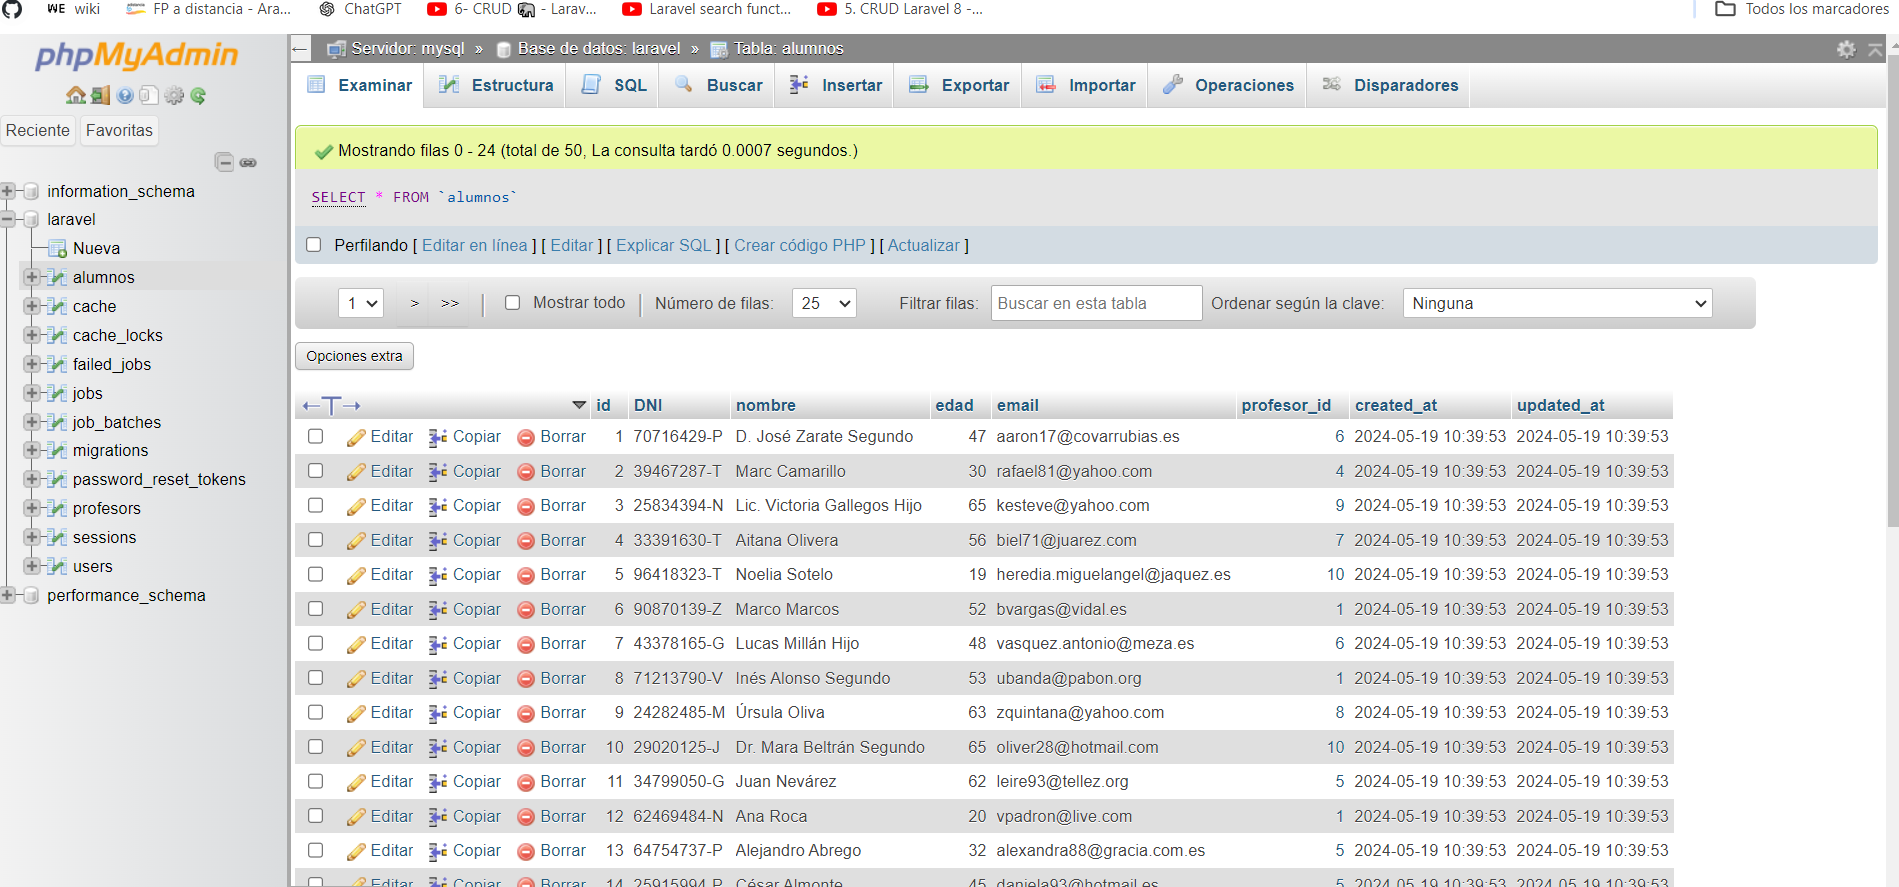 WE wiki FP a distancia - Ara... ChatGPT 6- CRUD - Larav... Laravel search funct... 5. CRUD Laravel 8 -... Todos los marcadores
phpMyAdmin
Reciente Favoritas
information_schema
laravel
Nueva
alumnos
cache
cache_locks
failed_jobs
jobs
job_batches
migrations
password_reset_tokens
profesors
sessions
users
performance_schema
Servidor: mysql » Base de datos: laravel » Tabla: alumnos
Examinar Estructura SQL Buscar Insertar Exportar Importar Operaciones Disparadores
Mostrando filas 0 - 24 (total de 50, La consulta tardó 0.0007 segundos.)
SELECT * FROM `alumnos`
Perfilando [ Editar en línea ] [ Editar ] [ Explicar SQL ] [ Crear código PHP ] [ Actualizar ]
1 > >> Mostrar todo Número de filas: 25 Filtrar filas: Buscar en esta tabla Ordenar según la clave: Ninguna
Opciones extra
←T→ id DNI nombre edad email profesor_id created_at updated_at
Editar Copiar Borrar 1 70716429-P D. José Zarate Segundo 47 aaron17@covarrubias.es 6 2024-05-19 10:39:53 2024-05-19 10:39:53
Editar Copiar Borrar 2 39467287-T Marc Camarillo 30 rafael81@yahoo.com 4 2024-05-19 10:39:53 2024-05-19 10:39:53
Editar Copiar Borrar 3 25834394-N Lic. Victoria Gallegos Hijo 65 kesteve@yahoo.com 9 2024-05-19 10:39:53 2024-05-19 10:39:53
Editar Copiar Borrar 4 33391630-T Aitana Olivera 56 biel71@juarez.com 7 2024-05-19 10:39:53 2024-05-19 10:39:53
Editar Copiar Borrar 5 96418323-T Noelia Sotelo 19 heredia.miguelangel@jaquez.es 10 2024-05-19 10:39:53 2024-05-19 10:39:53
Editar Copiar Borrar 6 90870139-Z Marco Marcos 52 bvargas@vidal.es 1 2024-05-19 10:39:53 2024-05-19 10:39:53
Editar Copiar Borrar 7 43378165-G Lucas Millán Hijo 48 vasquez.antonio@meza.es 6 2024-05-19 10:39:53 2024-05-19 10:39:53
Editar Copiar Borrar 8 71213790-V Inés Alonso Segundo 53 ubanda@pabon.org 1 2024-05-19 10:39:53 2024-05-19 10:39:53
Editar Copiar Borrar 9 24282485-M Úrsula Oliva 63 zquintana@yahoo.com 8 2024-05-19 10:39:53 2024-05-19 10:39:53
Editar Copiar Borrar 10 29020125-J Dr. Mara Beltrán Segundo 65 oliver28@hotmail.com 10 2024-05-19 10:39:53 2024-05-19 10:39:53
Editar Copiar Borrar 11 34799050-G Juan Nevárez 62 leire93@tellez.org 5 2024-05-19 10:39:53 2024-05-19 10:39:53
Editar Copiar Borrar 12 62469484-N Ana Roca 20 vpadron@live.com 1 2024-05-19 10:39:53 2024-05-19 10:39:53
Editar Copiar Borrar 13 64754737-P Alejandro Abrego 32 alexandra88@gracia.com.es 5 2024-05-19 10:39:53 2024-05-19 10:39:53
Editar Copiar Borrar 14 25915994-P César Almonte 45 daniela93@hotmail.es 5 2024-05-19 10:39:53 2024-05-19 10:39:53